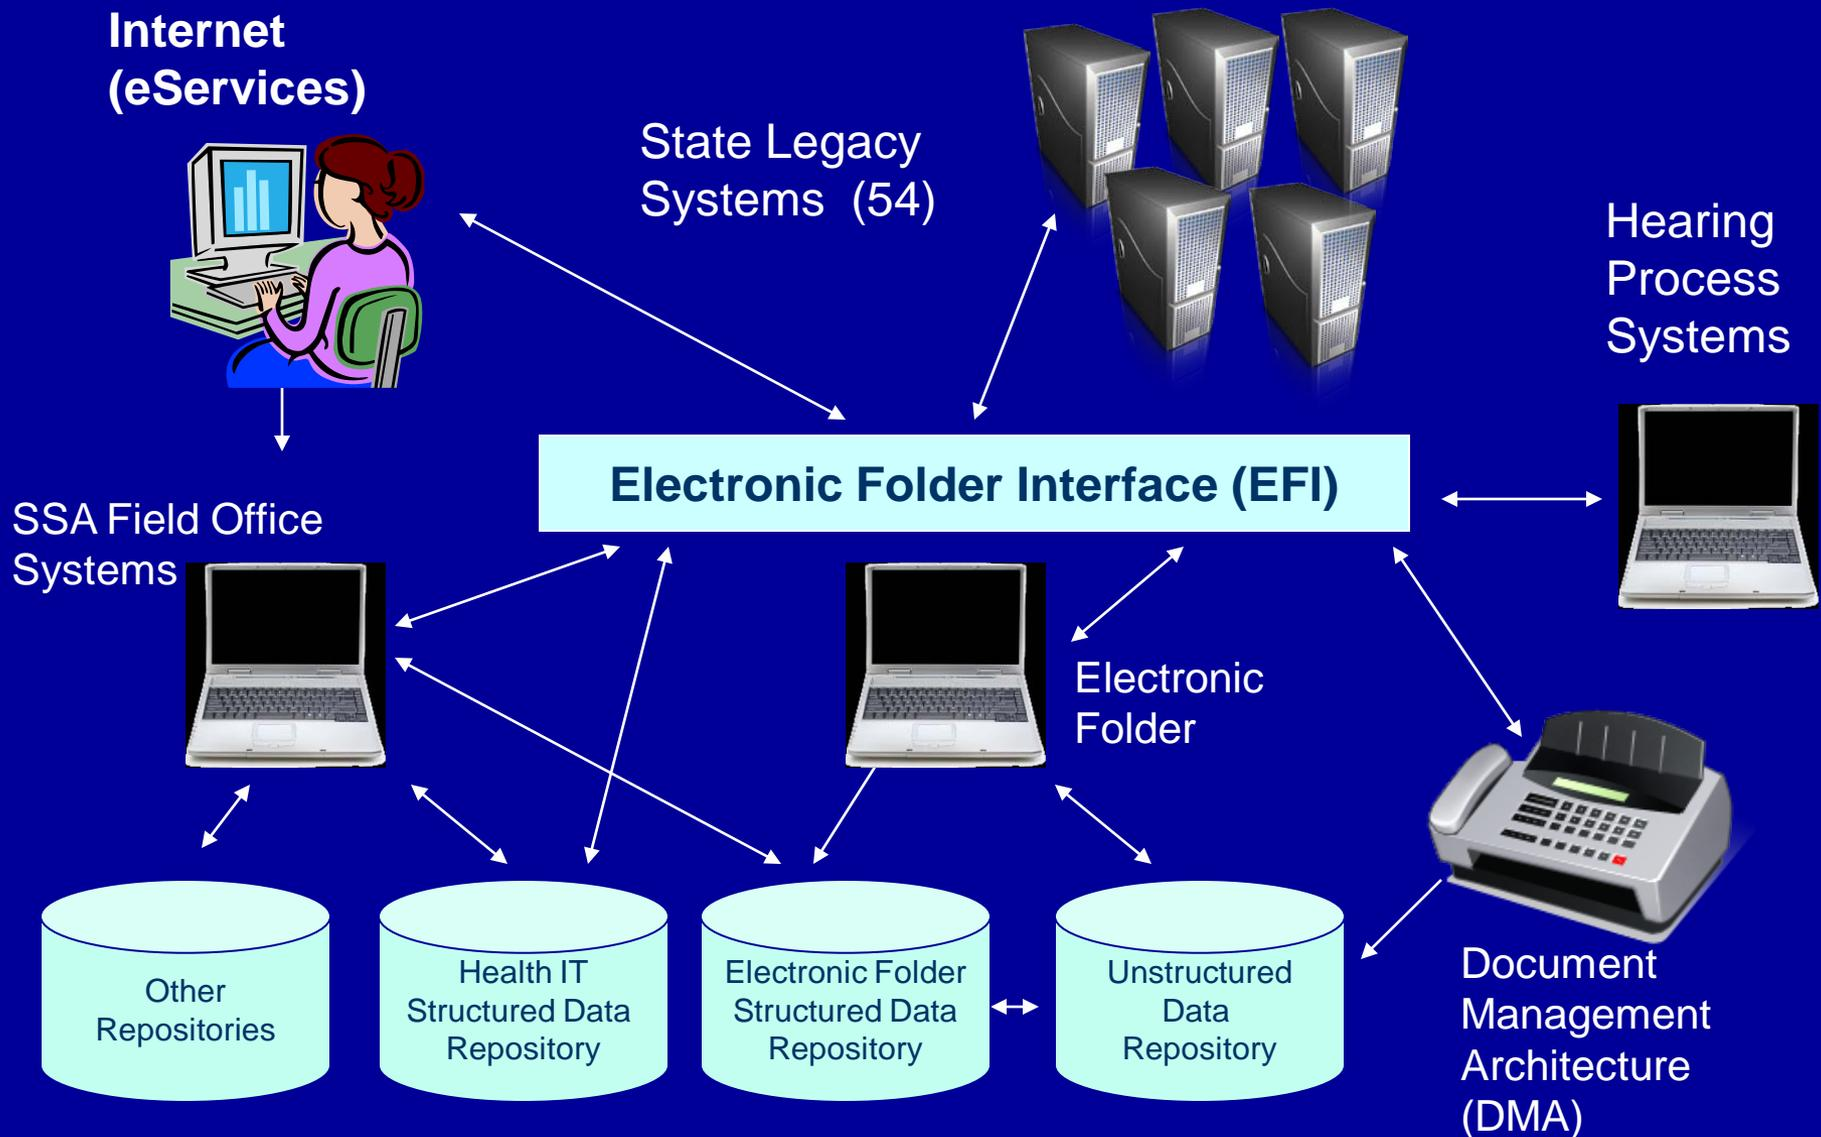 Internet
(eServices)
State Legacy
Systems  (54)
Hearing
Process
Systems
Electronic Folder Interface (EFI)
SSA Field Office
Systems
Electronic
Folder
Other
Repositories
Health IT
Structured Data
Repository
Electronic Folder
Structured Data
Repository
Unstructured
Data
Repository
Document
Management
Architecture
(DMA)